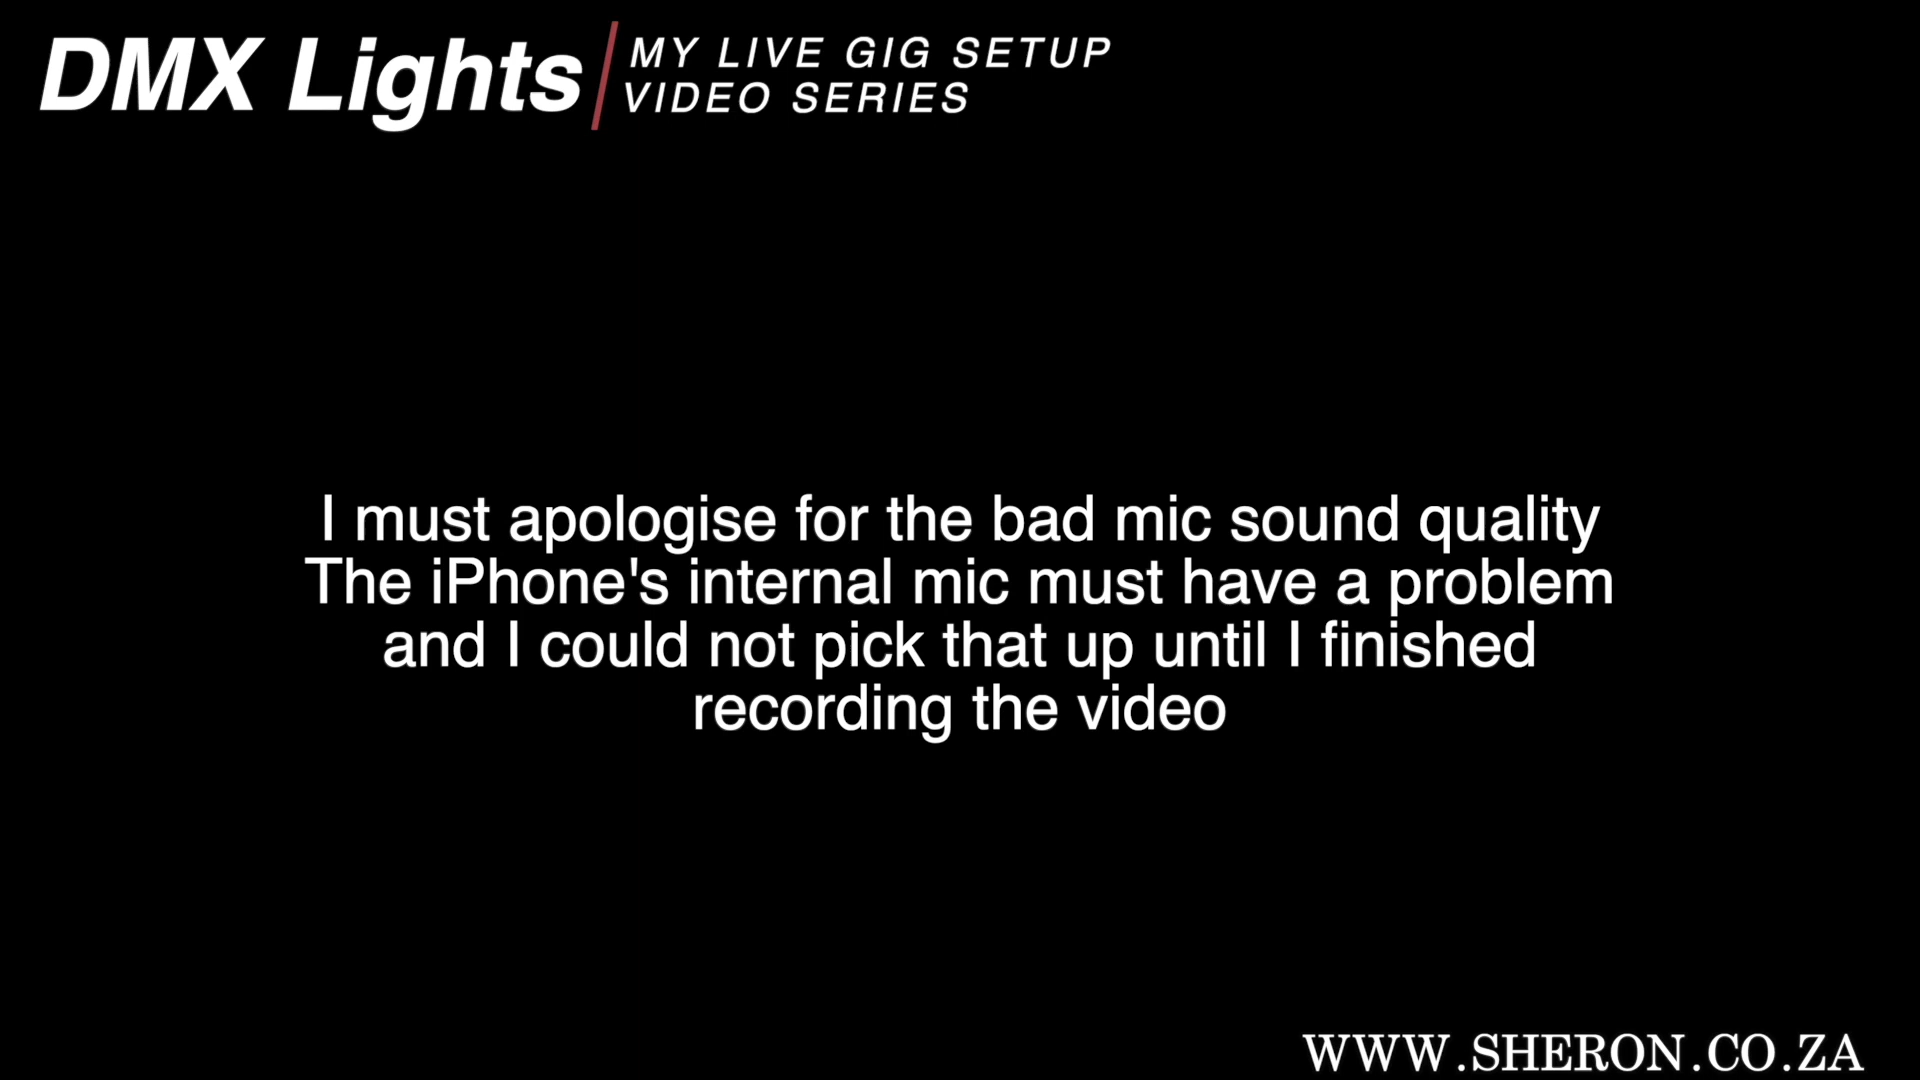 DMX Lights
MY LIVE GIG SETUP
VIDEO SERIES
I must apologise for the bad mic sound quality
The iPhone's internal mic must have a problem
and I could not pick that up until I finished
recording the video
WWW.SHERON.CO.ZA